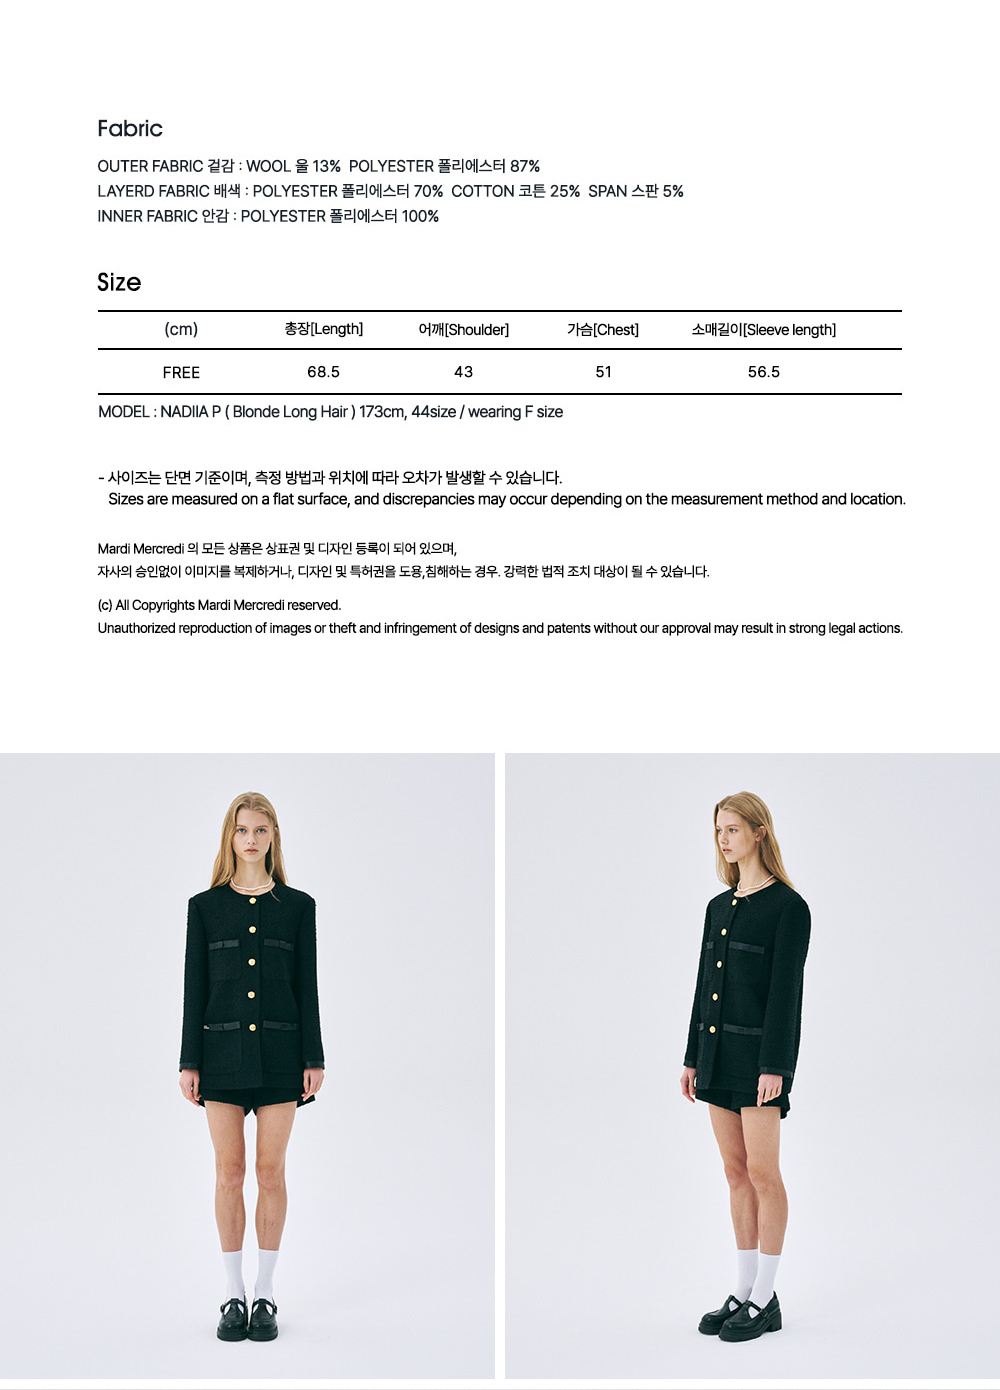 Fabric
OUTER FABRIC 겉감 : WOOL 울 13%  POLYESTER 폴리에스터 87%
LAYERD FABRIC 배색 : POLYESTER 폴리에스터 70%  COTTON 코튼 25%  SPAN 스판 5%
INNER FABRIC 안감 : POLYESTER 폴리에스터 100%
Size
(cm) 총장[Length] 어깨[Shoulder] 가슴[Chest] 소매길이[Sleeve length]
FREE 68.5 43 51 56.5
MODEL : NADIIA P ( Blonde Long Hair ) 173cm, 44size / wearing F size
- 사이즈는 단면 기준이며, 측정 방법과 위치에 따라 오차가 발생할 수 있습니다.
Sizes are measured on a flat surface, and discrepancies may occur depending on the measurement method and location.
Mardi Mercredi 의 모든 상품은 상표권 및 디자인 등록이 되어 있으며,
자사의 승인없이 이미지를 복제하거나, 디자인 및 특허권을 도용,침해하는 경우. 강력한 법적 조치 대상이 될 수 있습니다.
(c) All Copyrights Mardi Mercredi reserved.
Unauthorized reproduction of images or theft and infringement of designs and patents without our approval may result in strong legal actions.